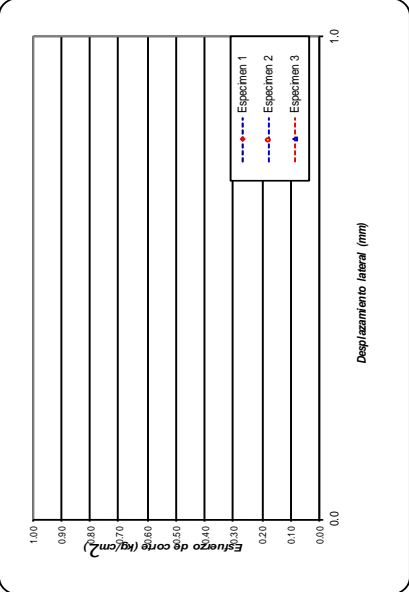 1.00
0.90
0.80
0.70
0.60
0.50
0.40
0.30
0.20
0.10
0.00
Esfuerzo de corte (kg/cm2)
0.0
1.0
Desplazamiento lateral (mm)
Especimen 1
Especimen 2
Especimen 3